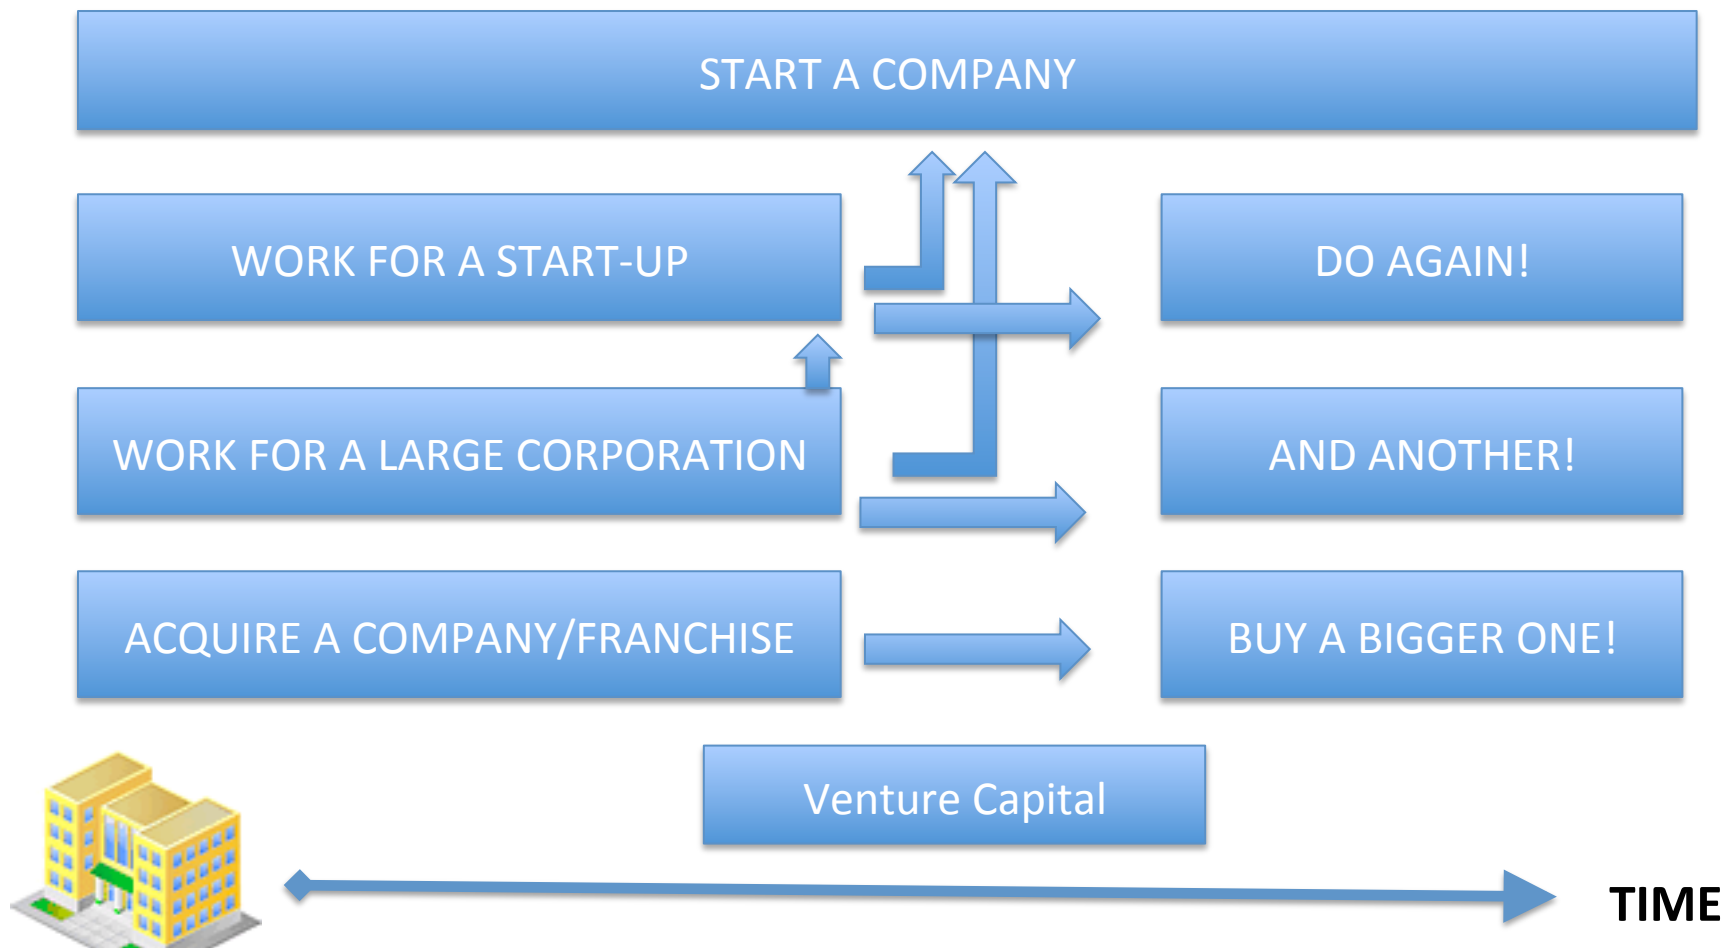 START A COMPANY
WORK FOR A START-UP
DO AGAIN!
WORK FOR A LARGE CORPORATION
AND ANOTHER!
ACQUIRE A COMPANY/FRANCHISE
BUY A BIGGER ONE!
Venture Capital
TIME